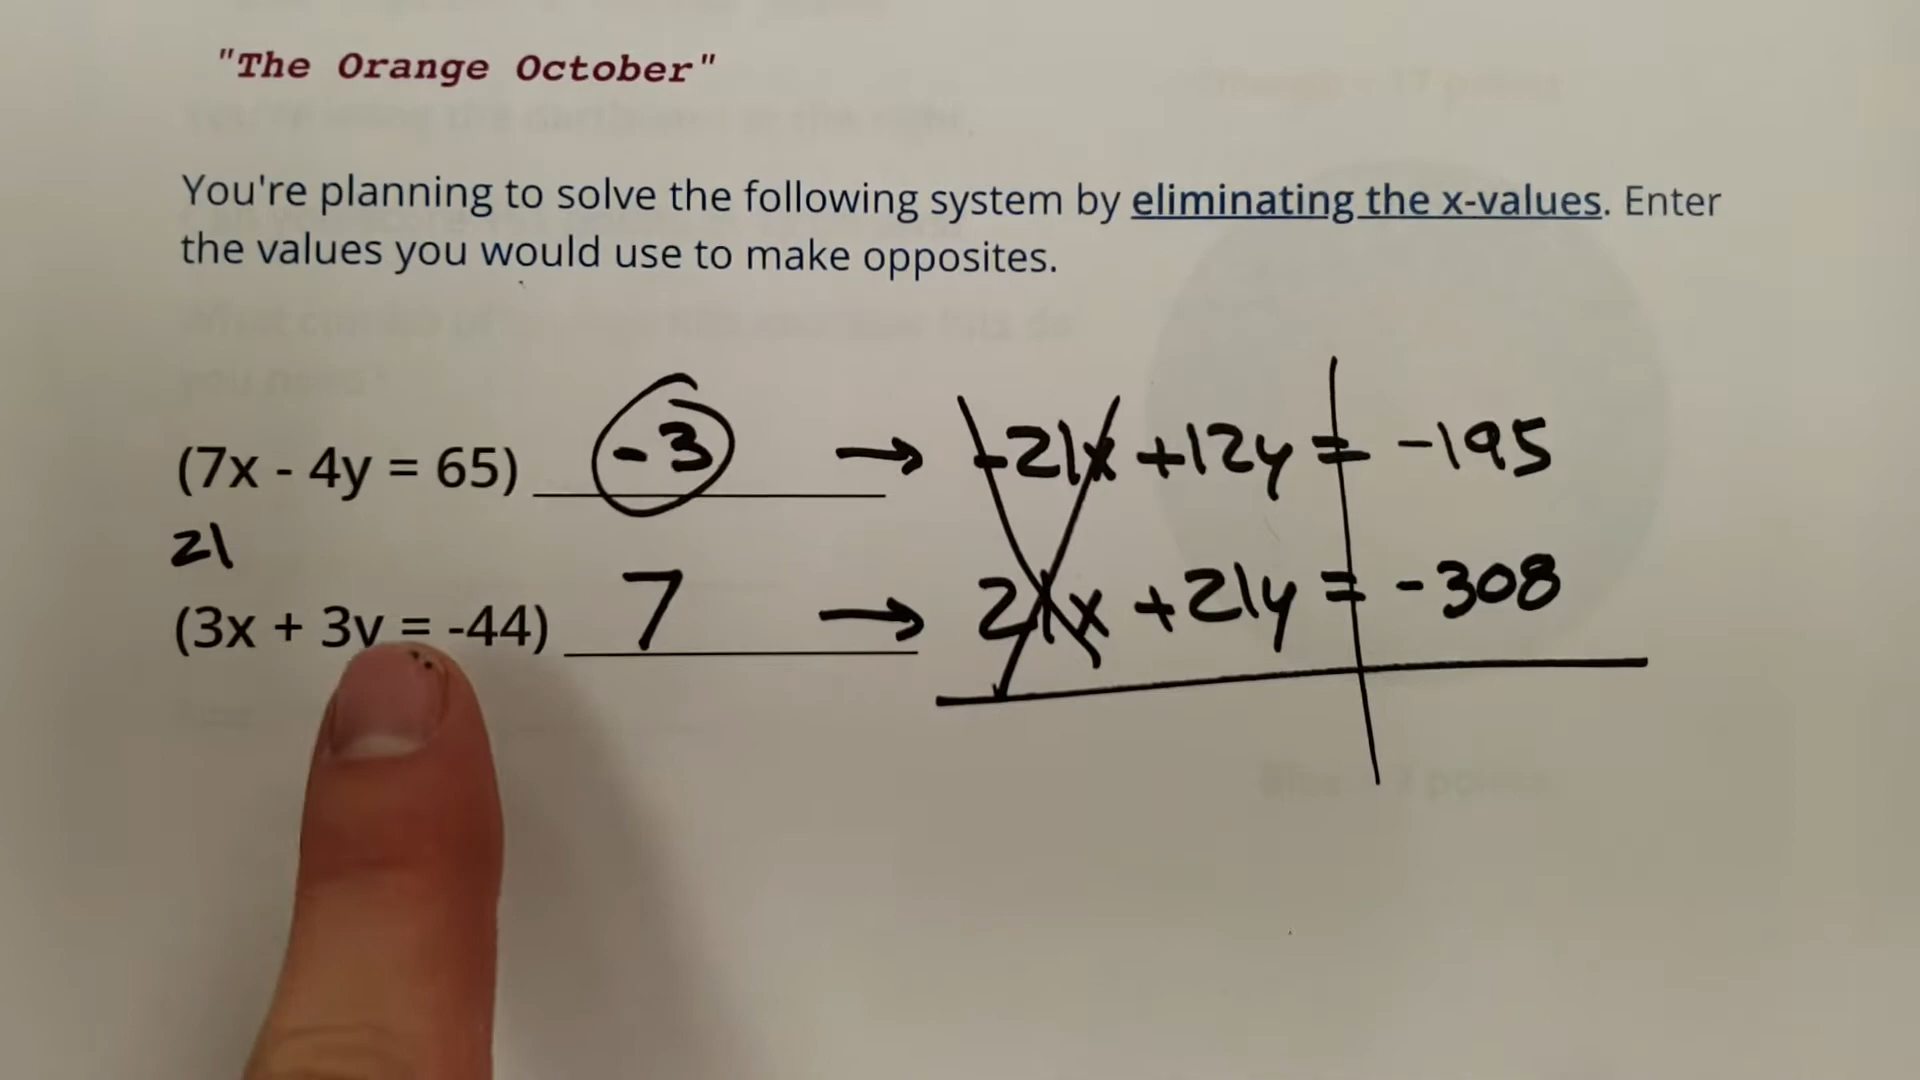 "The Orange October"
You're planning to solve the following system by eliminating the x-values. Enter
the values you would use to make opposites.
(7x - 4y = 65) -3 → -21x +12y = -195
21
(3x + 3y = -44) 7 → 21x +21y = -308